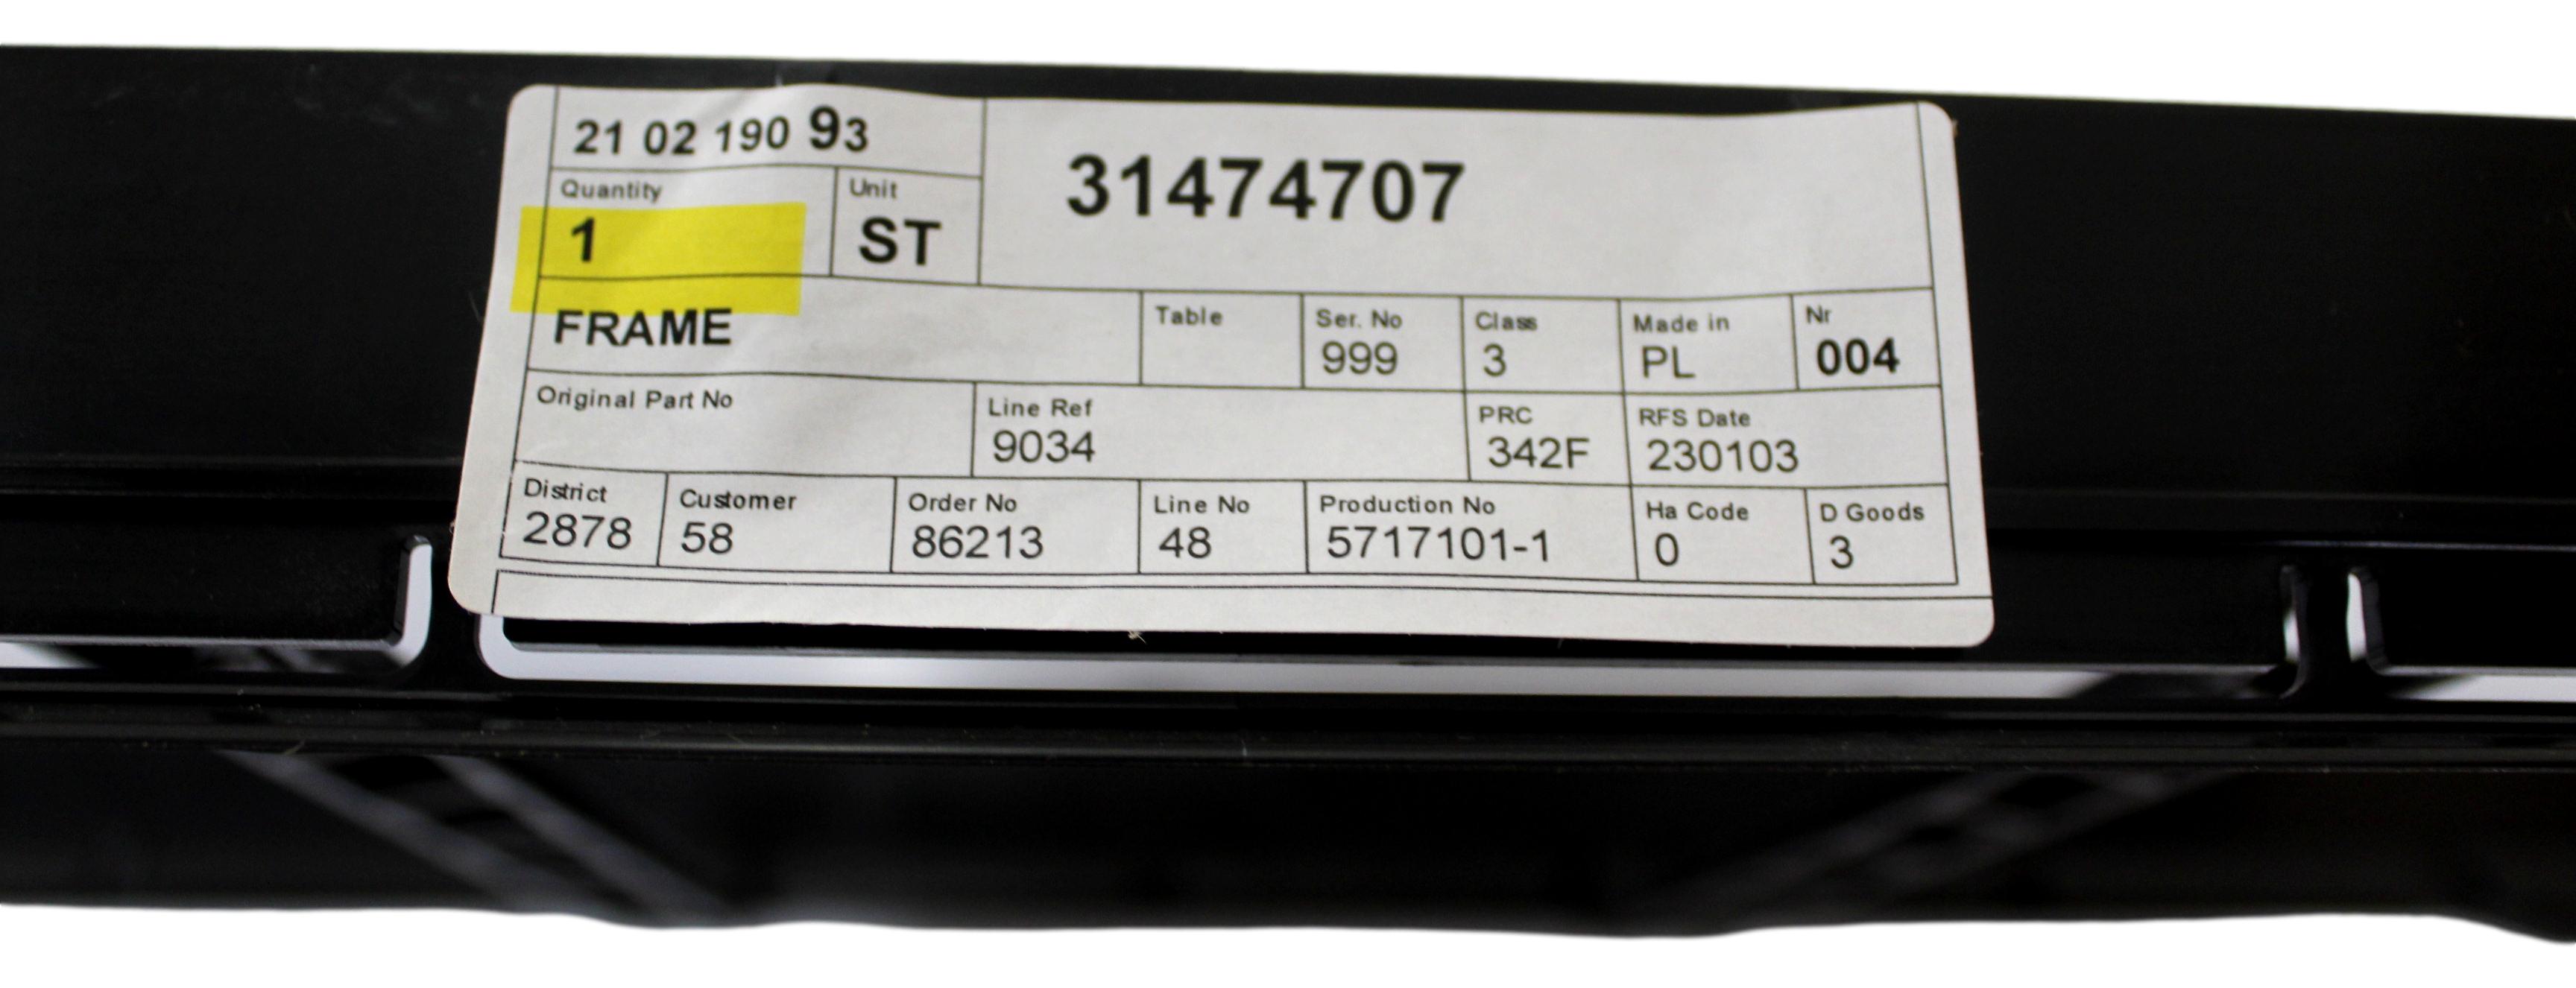 21 02 190 93
31474707
Quantity Unit
1 ST
FRAME
Table Ser. No Class Made in Nr
999 3 PL 004
Original Part No Line Ref PRC RFS Date
9034 342F 230103
District Customer Order No Line No Production No Ha Code D Goods
2878 58 86213 48 5717101-1 0 3